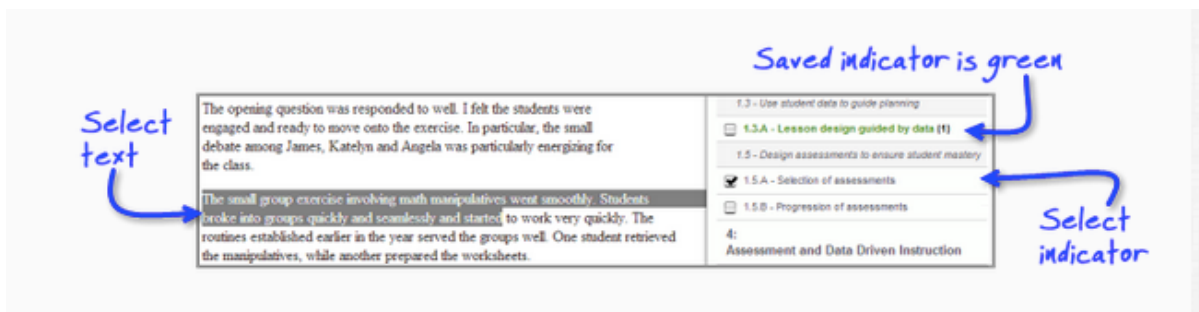 Saved indicator is green
Select
text
The opening question was responded to well. I felt the students were
engaged and ready to move onto the exercise. In particular, the small
debate among James, Katelyn and Angela was particularly energizing for
the class.
The small group exercise involving math manipulatives went smoothly. Students
broke into groups quickly and seamlessly and started to work very quickly. The
routines established earlier in the year served the groups well. One student retrieved
the manipulatives, while another prepared the worksheets.
1.3 - Use student data to guide planning
1.3.A - Lesson design guided by data (1)
1.5 - Design assessments to ensure student mastery
1.5.A - Selection of assessments
1.5.B - Progression of assessments
4:
Assessment and Data Driven Instruction
Select
indicator